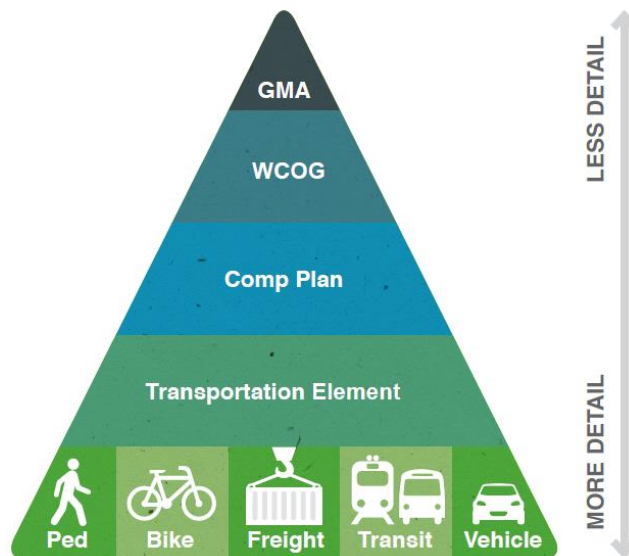 GMA
WCOG
Comp Plan
Transportation Element
Ped Bike Freight Transit Vehicle
LESS DETAIL
MORE DETAIL